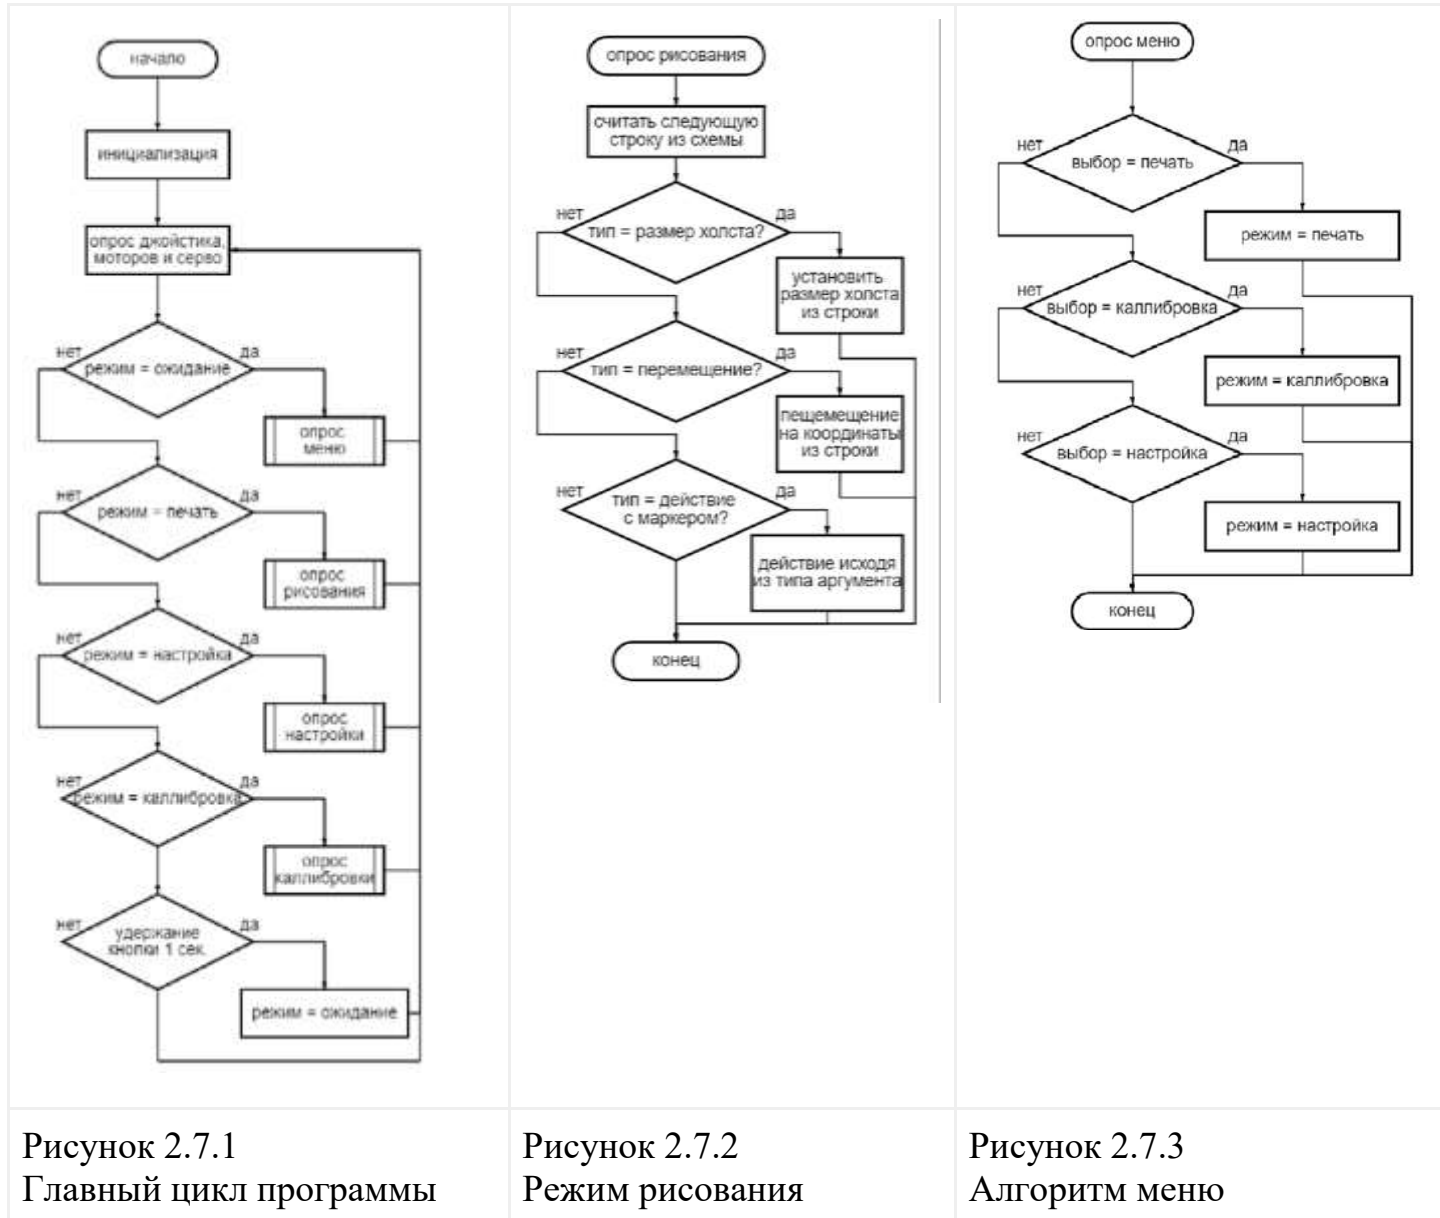 начало
инициализация
опрос джойстика,
моторов и серво
нет
да
режим = ожидание
опрос
меню
нет
да
режим = печать
опрос
рисования
нет
да
режим = настройка
опрос
настройки
нет
да
режим = каллибровка
опрос
каллибровки
нет
да
удержание
кнопки 1 сек.
режим = ожидание
Рисунок 2.7.1
Главный цикл программы
опрос рисования
считать следующую
строку из схемы
нет
да
тип = размер холста?
установить
размер холста
из строки
нет
да
тип = перемещение?
пещемещение
на координаты
из строки
нет
да
тип = действие
с маркером?
действие исходя
из типа аргумента
конец
Рисунок 2.7.2
Режим рисования
опрос меню
нет
да
выбор = печать
режим = печать
нет
да
выбор = каллибровка
режим = каллибровка
нет
да
выбор = настройка
режим = настройка
конец
Рисунок 2.7.3
Алгоритм меню